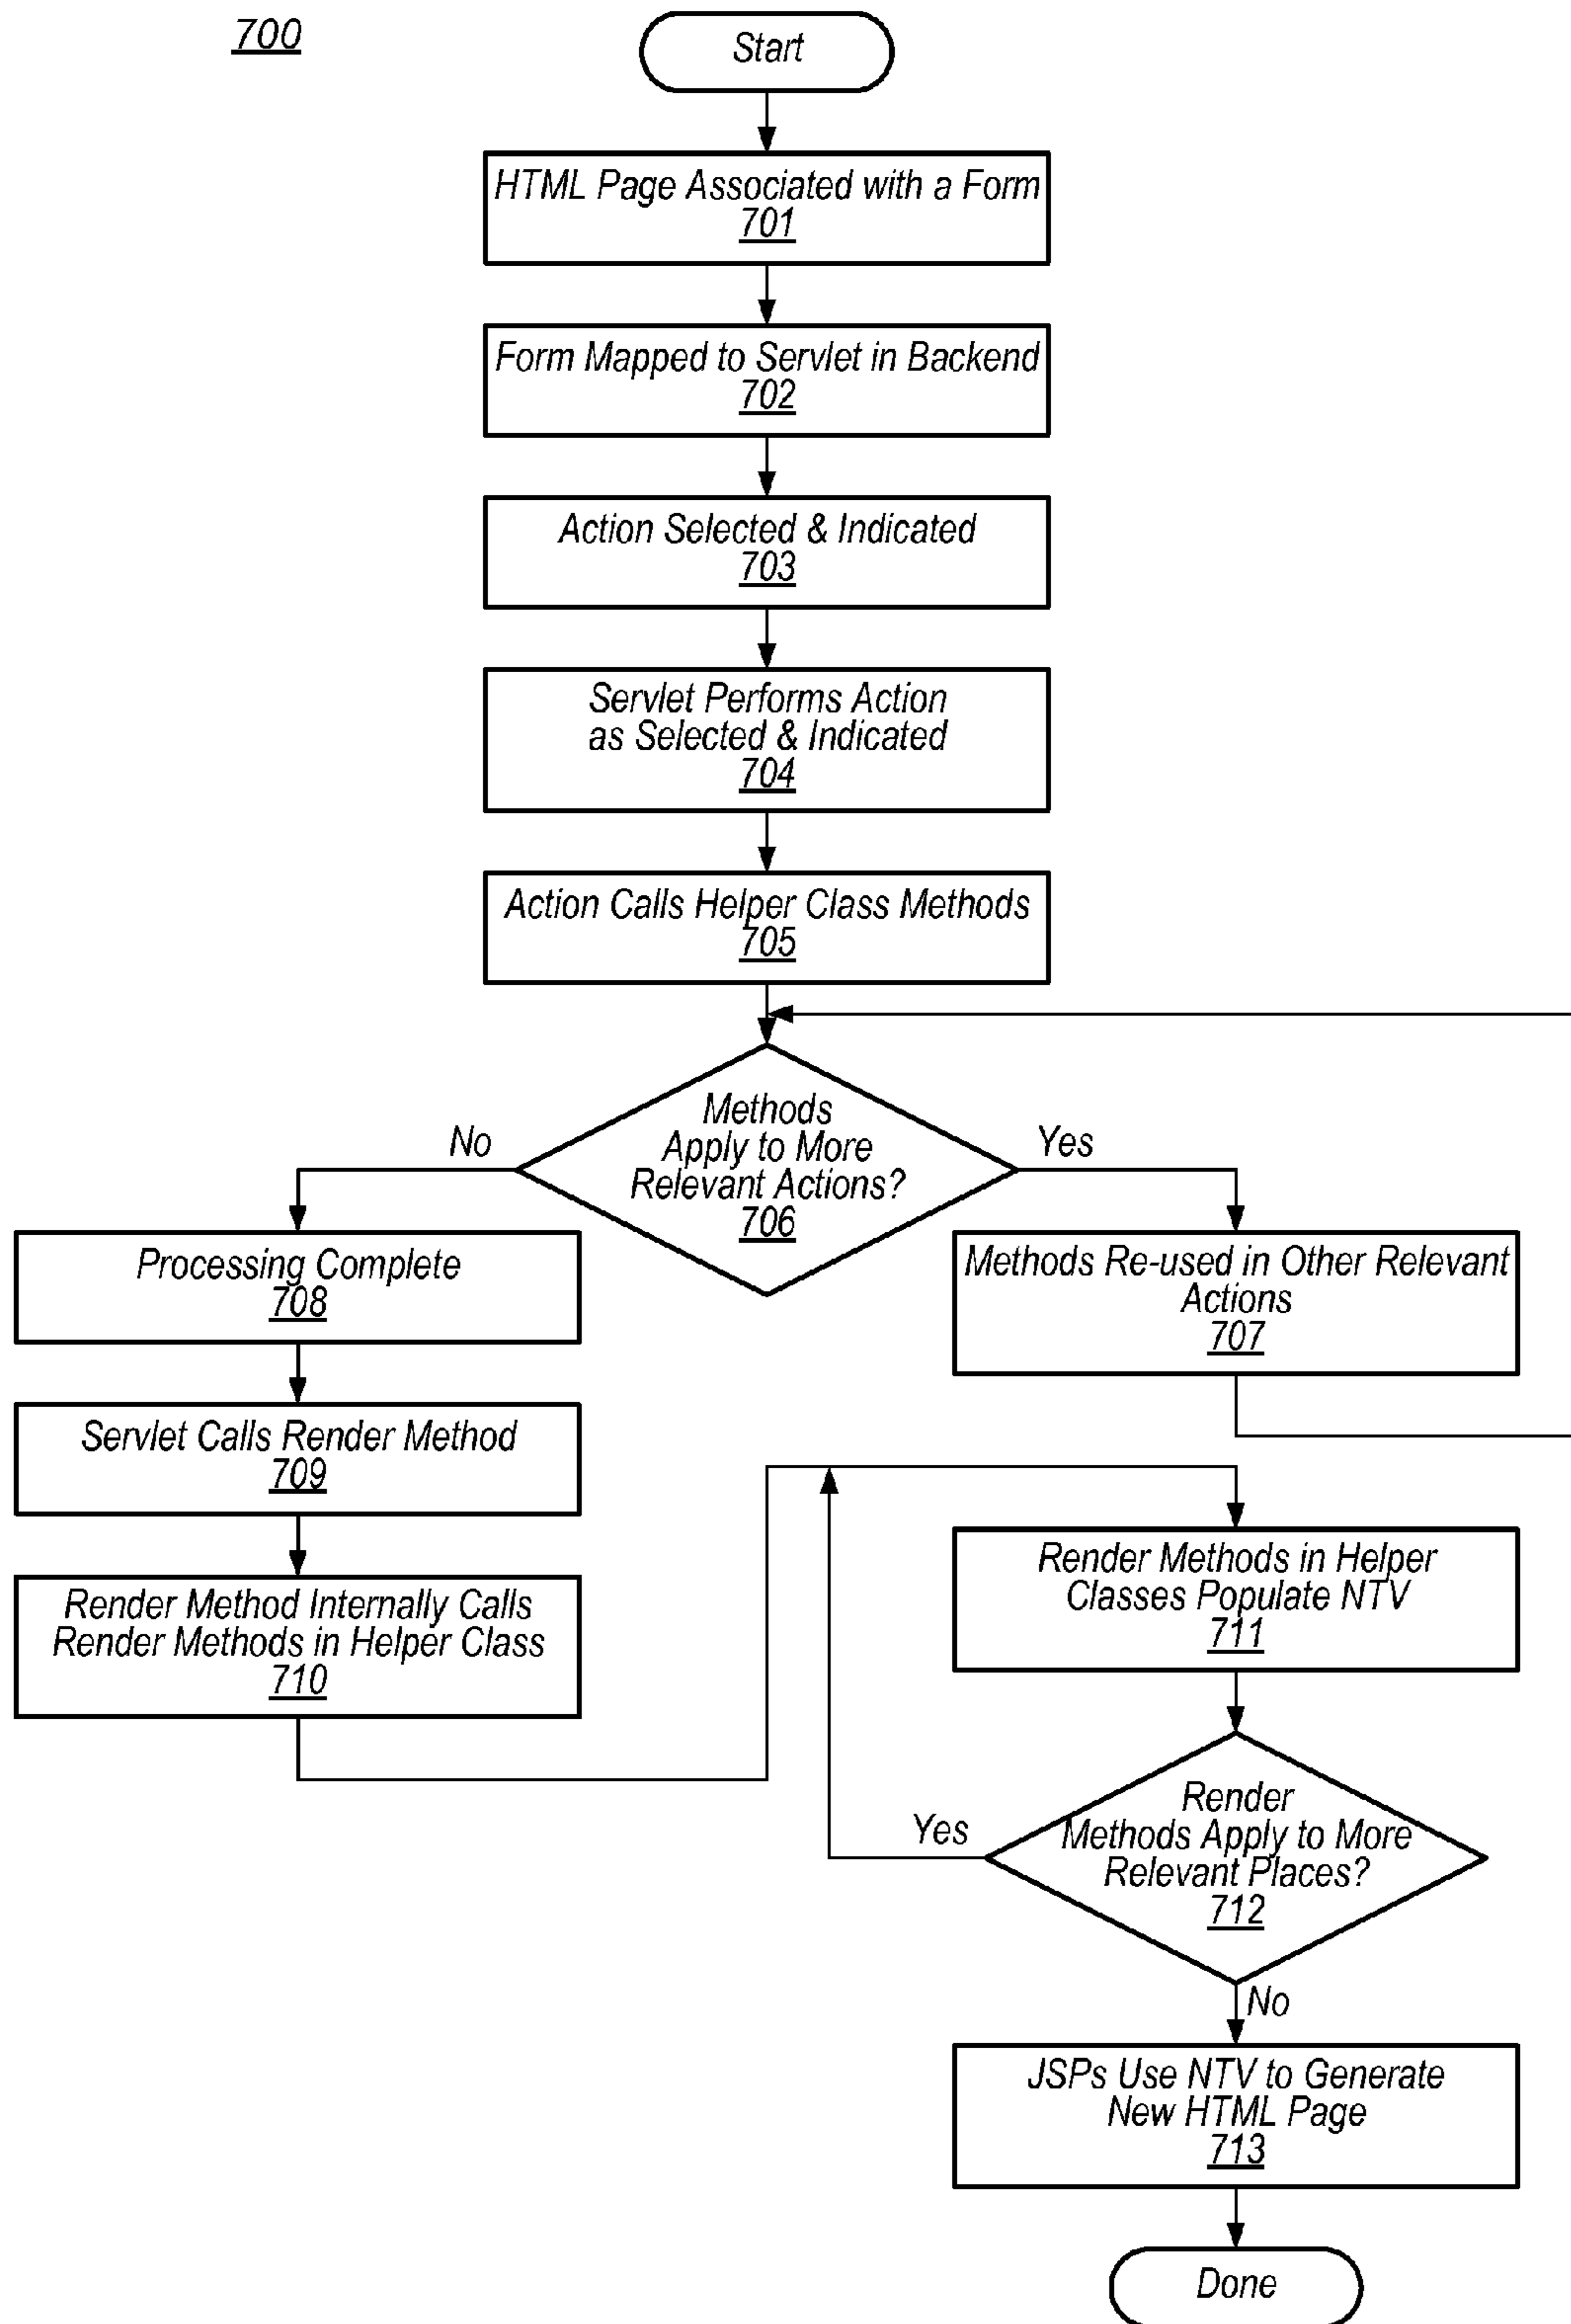 700
Start
HTML Page Associated with a Form
701
Form Mapped to Servlet in Backend
702
Action Selected & Indicated
703
Servlet Performs Action
as Selected & Indicated
704
Action Calls Helper Class Methods
705
Methods
Apply to More
Relevant Actions?
706
No
Yes
Processing Complete
708
Methods Re-used in Other Relevant
Actions
707
Servlet Calls Render Method
709
Render Method Internally Calls
Render Methods in Helper Class
710
Render Methods in Helper
Classes Populate NTV
711
Render
Methods Apply to More
Relevant Places?
712
Yes
No
JSPs Use NTV to Generate
New HTML Page
713
Done